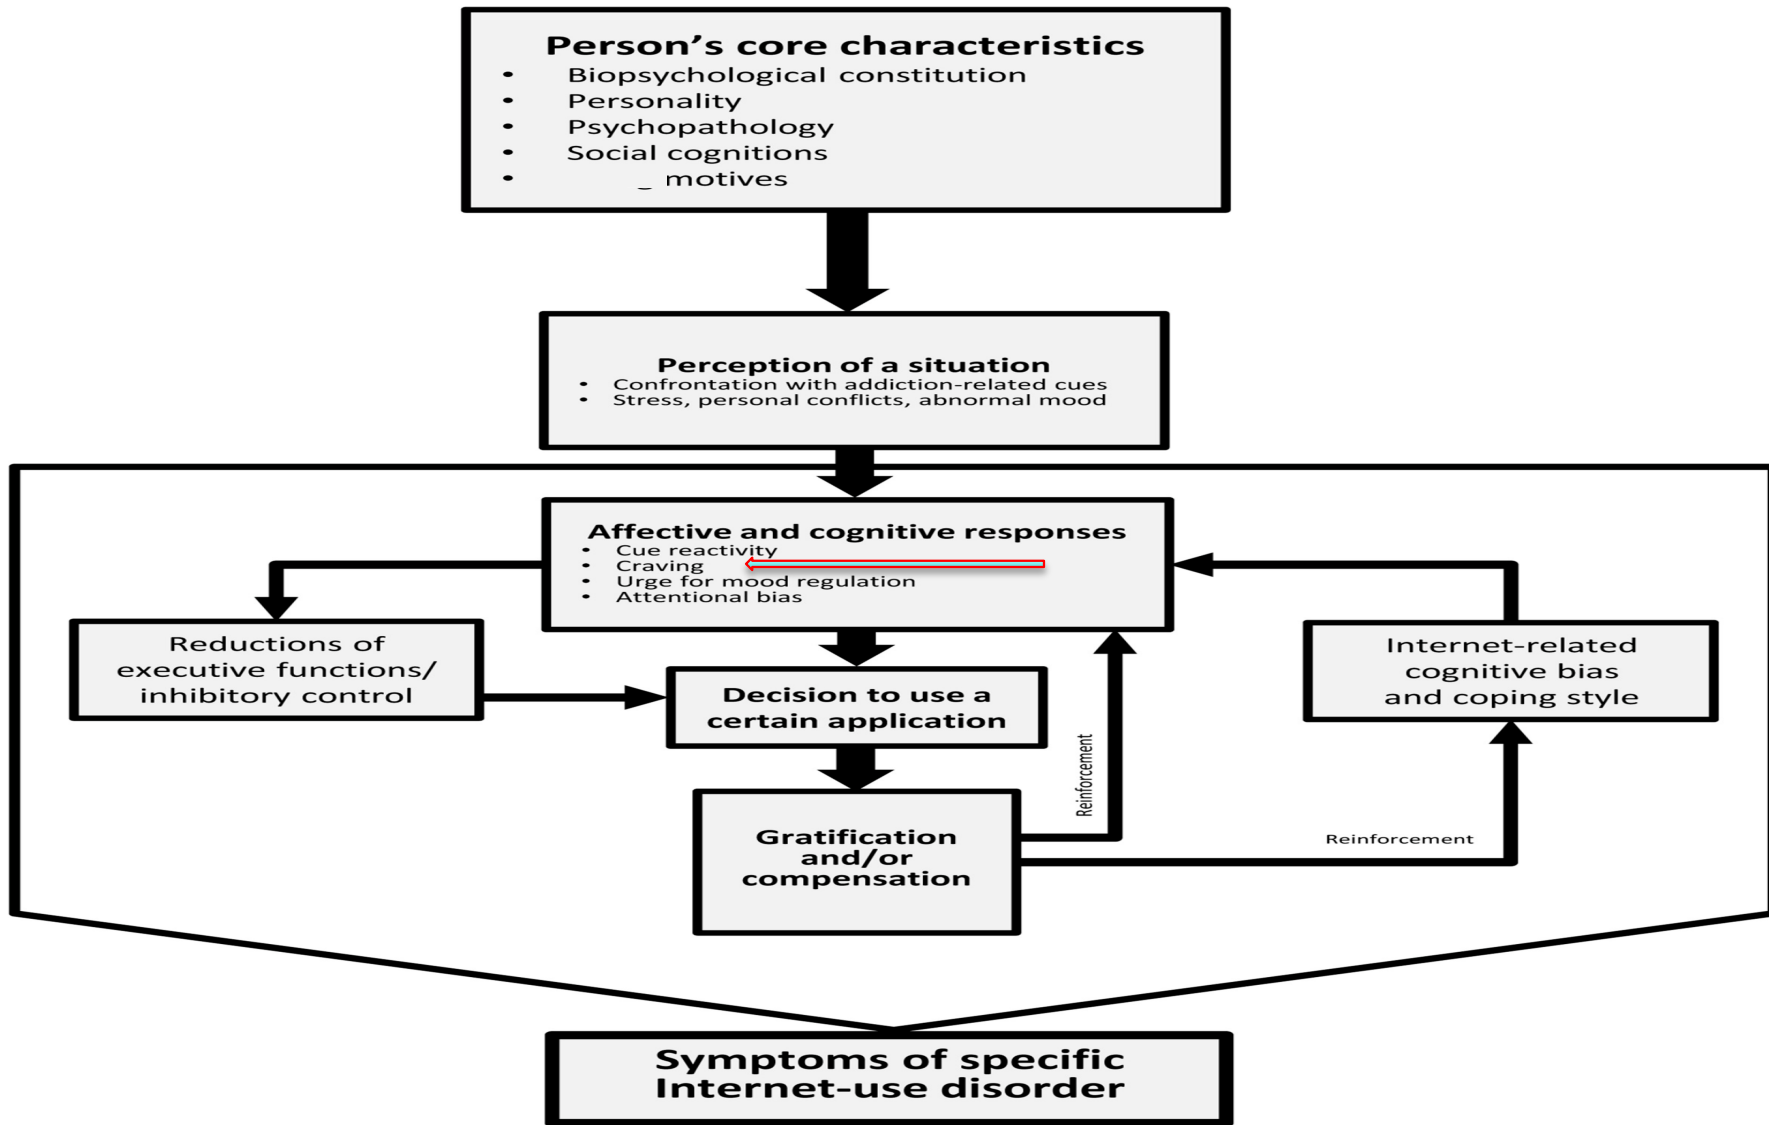 Person’s core characteristics
• Biopsychological constitution
• Personality
• Psychopathology
• Social cognitions
• motives
Perception of a situation
• Confrontation with addiction-related cues
• Stress, personal conflicts, abnormal mood
Affective and cognitive responses
• Cue reactivity
• Craving
• Urge for mood regulation
• Attentional bias
Reductions of
executive functions/
inhibitory control
Decision to use a
certain application
Internet-related
cognitive bias
and coping style
Reinforcement
Gratification
and/or
compensation
Reinforcement
Symptoms of specific
Internet-use disorder